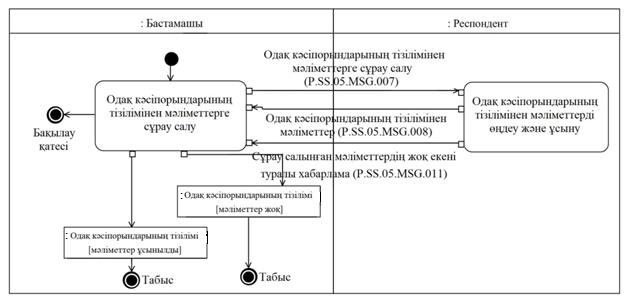 : Бастамашы
: Респондент
Одақ кәсіпорындарының тізілімінен
мәліметтерге сұрау салу
(P.SS.05.MSG.007)
Одақ кәсіпорындарының
тізілімінен мәліметтерге
сұрау салу
Одақ кәсіпорындарының
тізілімінен мәліметтерді
өңдеу және ұсыну
Бақылау
қатесі
Одақ кәсіпорындарының тізілімінен
мәліметтер (P.SS.05.MSG.008)
Сұрау салынған мәліметтердің жоқ екені
туралы хабарлама (P.SS.05.MSG.011)
: Одақ кәсіпорындарының тізілімі
[мәліметтер жоқ]
: Одақ кәсіпорындарының тізілімі
[мәліметтер ұсынылды]
Табыс
Табыс